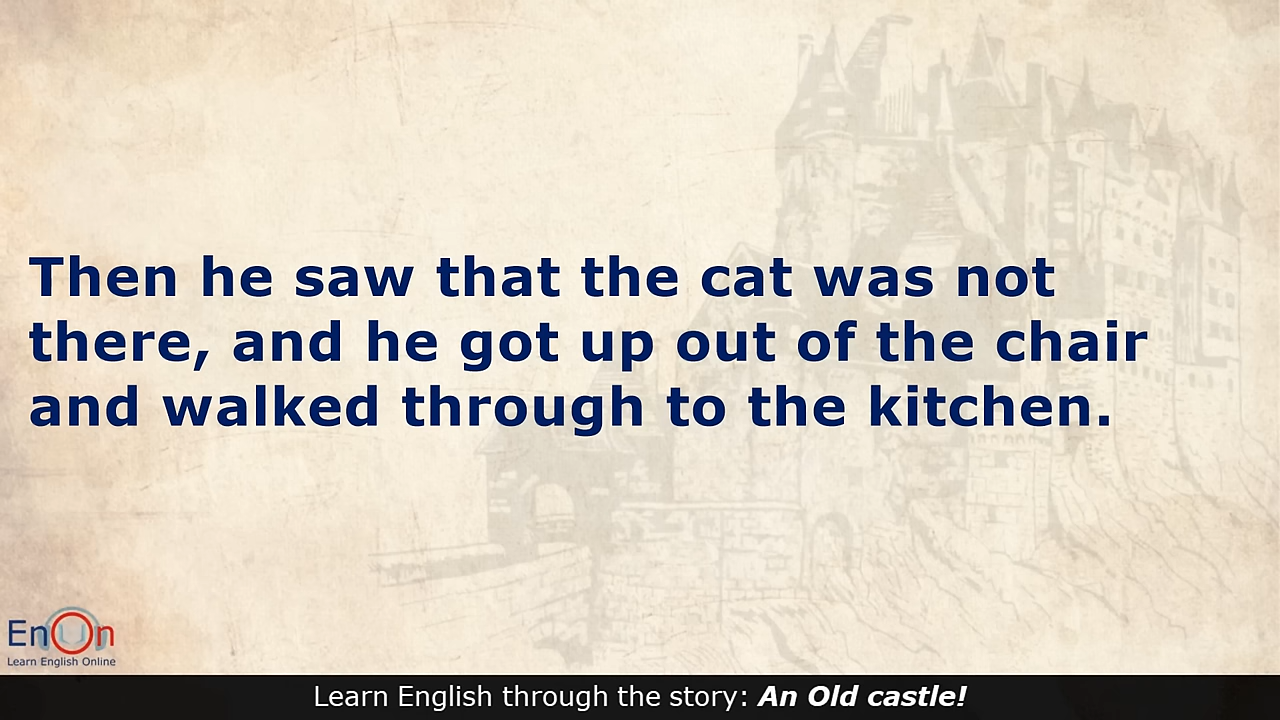 Then he saw that the cat was not
there, and he got up out of the chair
and walked through to the kitchen.
EnOn
Learn English Online
Learn English through the story: An Old castle!